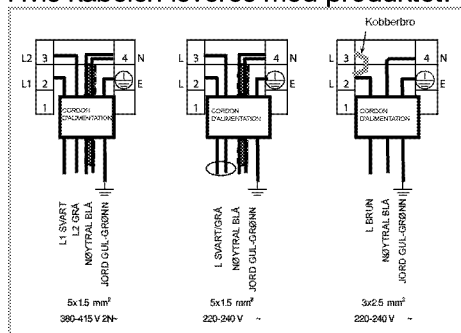 Kobberbro
L2 3 4 N
L1 2 E
1
CORDON
D'ALIMENTATION
L1 SVART
L2 GRÅ
NØYTRAL BLÅ
JORD GUL-GRØNN
5x1.5 mm²
380-415 V 2N~
L 3 4 N
L 2 E
1
CORDON
D'ALIMENTATION
L SVART/GRÅ
NØYTRAL BLÅ
JORD GUL-GRØNN
5x1.5 mm²
220-240 V ~
L 3 4 N
L 2 E
1
CORDON
D'ALIMENTATION
L BRUN
NØYTRAL BLÅ
JORD GUL-GRØNN
3x2.5 mm²
220-240 V ~